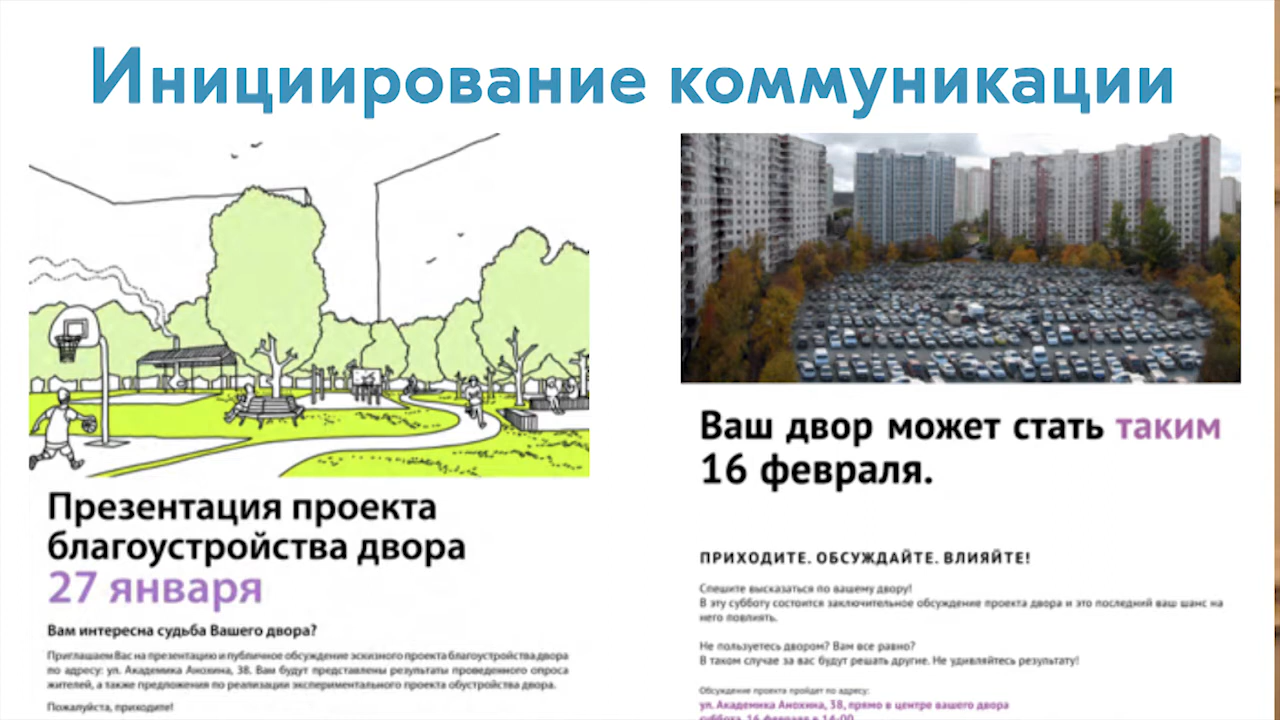 Инициирование коммуникации
Презентация проекта
благоустройства двора
27 января
Вам интересна судьба Вашего двора?
Приглашаем Вас на презентацию и публичное обсуждение эскизного проекта благоустройства двора
по адресу: ул. Академика Анохина, 38. Вам будут представлены результаты проведенного опроса
жителей, а также предложения по реализации экспериментального проекта обустройства двора.
Пожалуйста, приходите!
Ваш двор может стать таким
16 февраля.
ПРИХОДИТЕ. ОБСУЖДАЙТЕ. ВЛИЯЙТЕ!
Спешите высказаться по вашему двору!
В эту субботу состоится заключительное обсуждение проекта двора и это последний ваш шанс на
него повлиять.
Не пользуетесь двором? Вам все равно?
В таком случае за вас будут решать другие. Не удивляйтесь результату!
Обсуждение проекта пройдет по адресу:
ул. Академика Анохина, 38, прямо в центре вашего двора
суббота, 16 февраля в 14-00